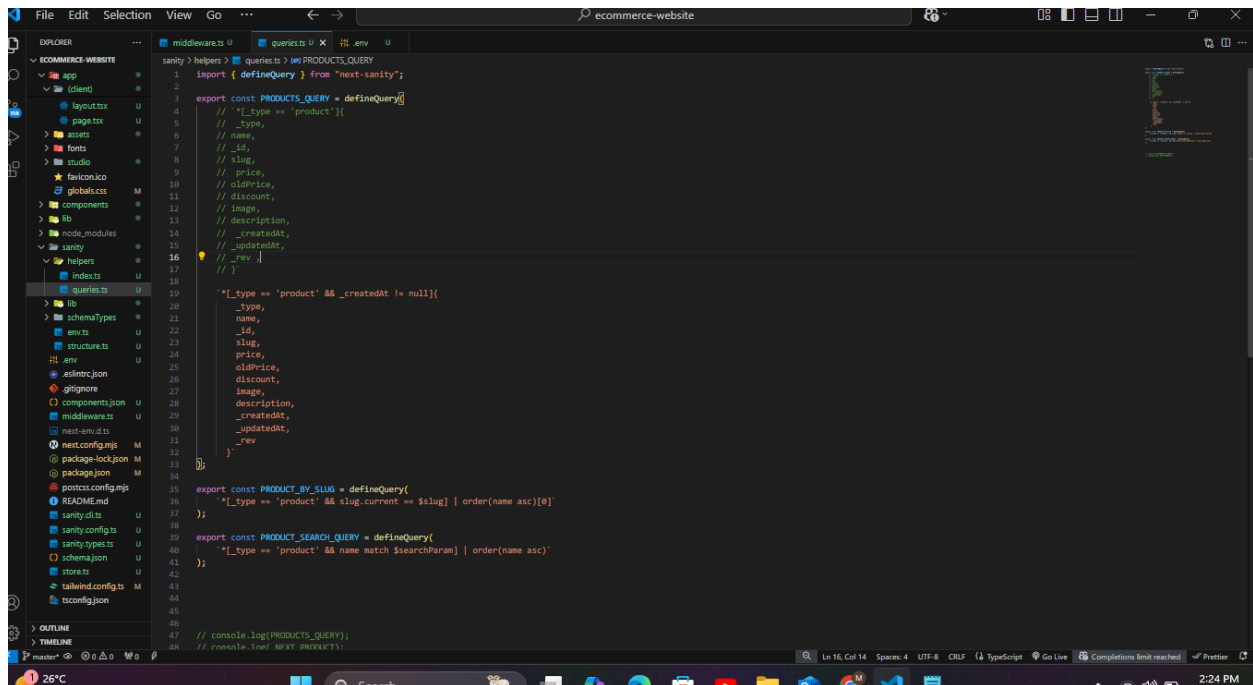 File Edit Selection View Go ··· ecommerce-website
EXPLORER ···
ECOMMERCE-WEBSITE
app
(client)
layout.tsx U
page.tsx U
assets
fonts
studio
favicon.ico
globals.css M
components
lib
node_modules
sanity
helpers
index.ts U
queries.ts U
lib
schemaTypes
env.ts U
structure.ts U
.env U
.eslintrc.json
.gitignore
components.json U
middleware.ts U
next-env.d.ts
next.config.mjs M
package-lock.json M
package.json M
postcss.config.mjs
README.md
sanity.cli.ts U
sanity.config.ts U
sanity.types.ts U
schema.json U
store.ts U
tailwind.config.ts M
tsconfig.json
OUTLINE
TIMELINE
middleware.ts U queries.ts U .env U
sanity > helpers > queries.ts > PRODUCTS_QUERY
1 import { defineQuery } from "next-sanity";
2
3 export const PRODUCTS_QUERY = defineQuery(
4 // `*[_type == 'product']{
5 // _type,
6 // name,
7 // _id,
8 // slug,
9 // price,
10 // oldPrice,
11 // discount,
12 // image,
13 // description,
14 // _createdAt,
15 // _updatedAt,
16 // _rev ,
17 // }`
18
19 `*[_type == 'product' && _createdAt != null]{
20 _type,
21 name,
22 _id,
23 slug,
24 price,
25 oldPrice,
26 discount,
27 image,
28 description,
29 _createdAt,
30 _updatedAt,
31 _rev
32 }`
33 );
34
35 export const PRODUCT_BY_SLUG = defineQuery(
36 `*[_type == 'product' && slug.current == $slug] | order(name asc)[0]`
37 );
38
39 export const PRODUCT_SEARCH_QUERY = defineQuery(
40 `*[_type == 'product' && name match $searchParam] | order(name asc)`
41 );
42
43
44
45
46
47 // console.log(PRODUCTS_QUERY);
48 // console.log( NEXT_PRODUCT);
master* 0 0 0 Ln 16, Col 14 Spaces: 4 UTF-8 CRLF TypeScript Go Live Completions limit reached Prettier
1 26°C Search 2:24 PM